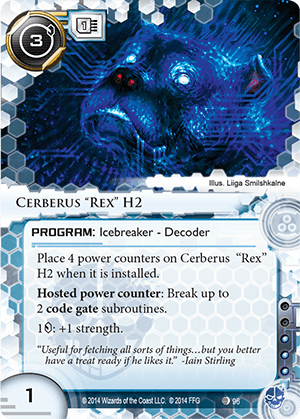 3
Illus. Liiga Smilshkalne
Cerberus “Rex” H2
PROGRAM: Icebreaker - Decoder
Place 4 power counters on Cerberus “Rex”
H2 when it is installed.
Hosted power counter: Break up to
2 code gate subroutines.
1: +1 strength.
“Useful for fetching all sorts of things...but you better
have a treat ready if he likes it.” -Iain Stirling
1
© 2014 Wizards of the Coast LLC. © 2014 FFG
96